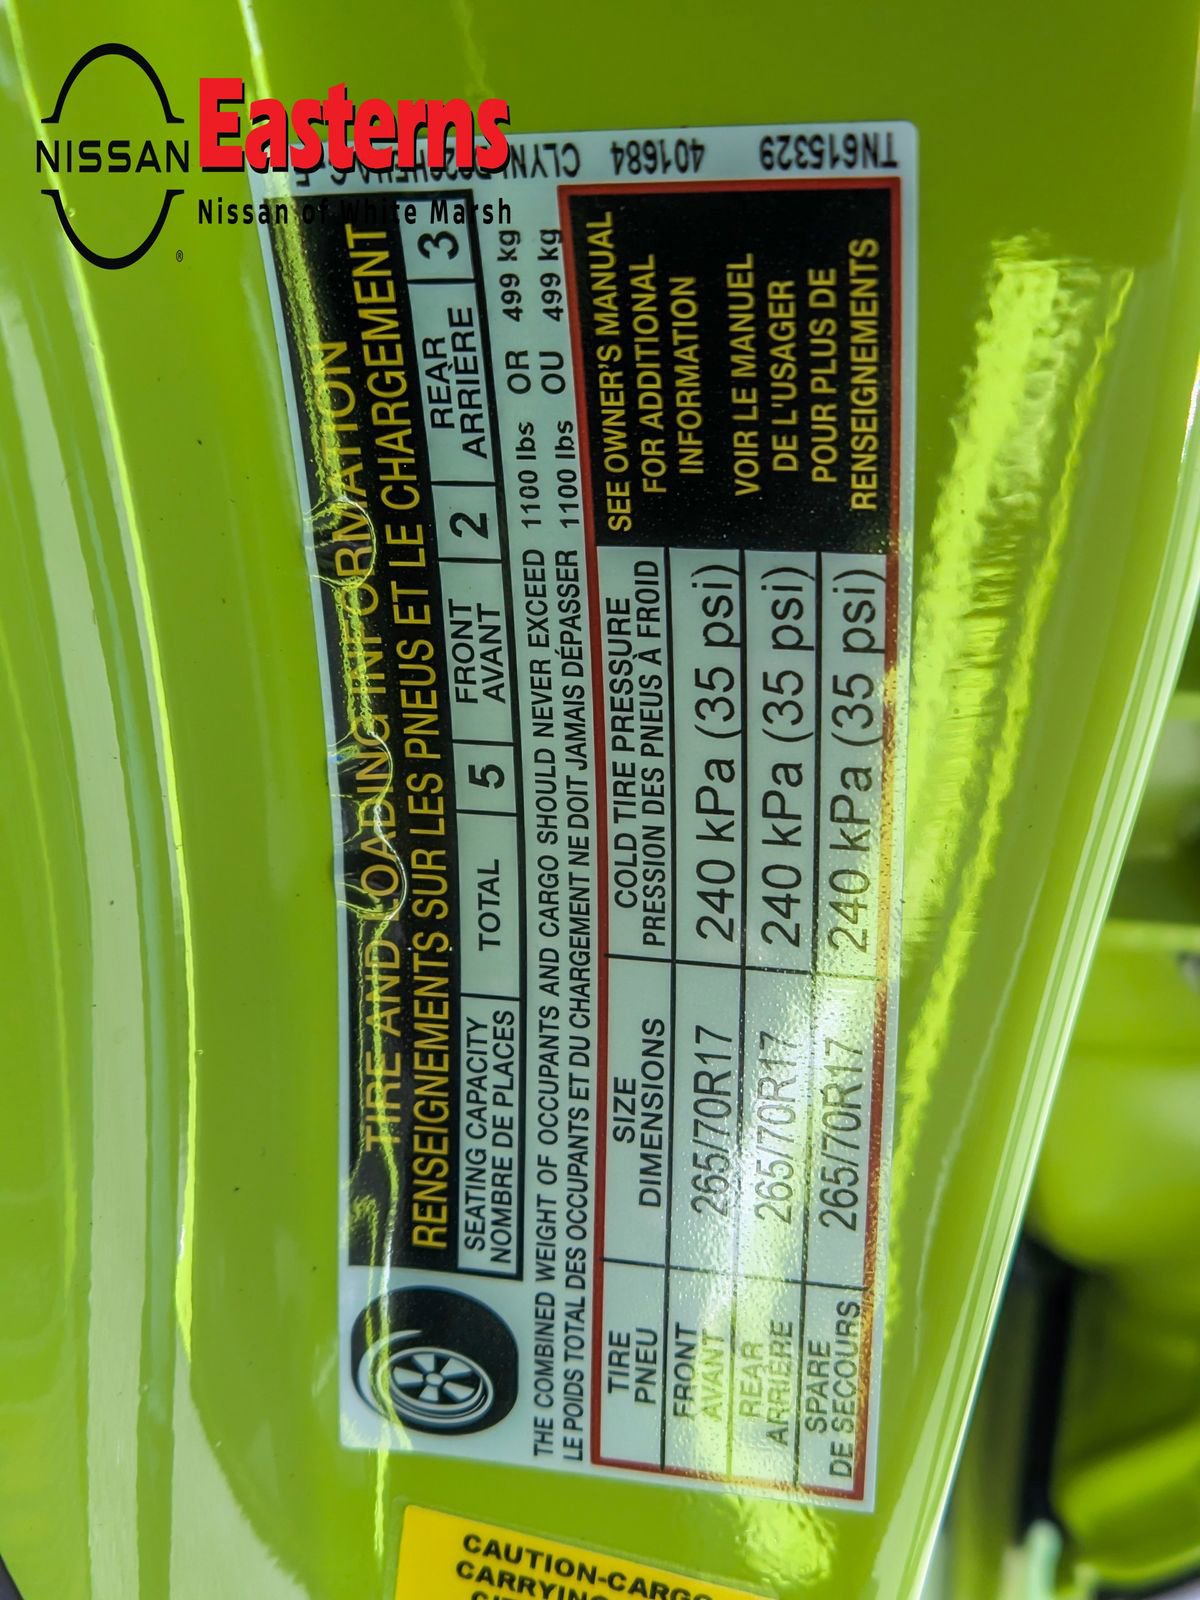 NISSAN
®
Easterns
Nissan of White Marsh
TN615329 401684 CLYNL
TIRE AND LOADING INFORMATION
RENSEIGNEMENTS SUR LES PNEUS ET LE CHARGEMENT
SEATING CAPACITY
NOMBRE DE PLACES
TOTAL
5
FRONT
AVANT
2
REAR
ARRIÈRE
3
THE COMBINED WEIGHT OF OCCUPANTS AND CARGO SHOULD NEVER EXCEED 1100 lbs OR 499 kg
LE POIDS TOTAL DES OCCUPANTS ET DU CHARGEMENT NE DOIT JAMAIS DÉPASSER 1100 lbs OU 499 kg
TIRE
PNEU
SIZE
DIMENSIONS
COLD TIRE PRESSURE
PRESSION DES PNEUS À FROID
FRONT
AVANT
265/70R17
240 kPa (35 psi)
REAR
ARRIÈRE
265/70R17
240 kPa (35 psi)
SPARE
DE SECOURS
265/70R17
240 kPa (35 psi)
SEE OWNER'S MANUAL
FOR ADDITIONAL
INFORMATION
VOIR LE MANUEL
DE L'USAGER
POUR PLUS DE
RENSEIGNEMENTS
CAUTION-CARGO
CARRYING